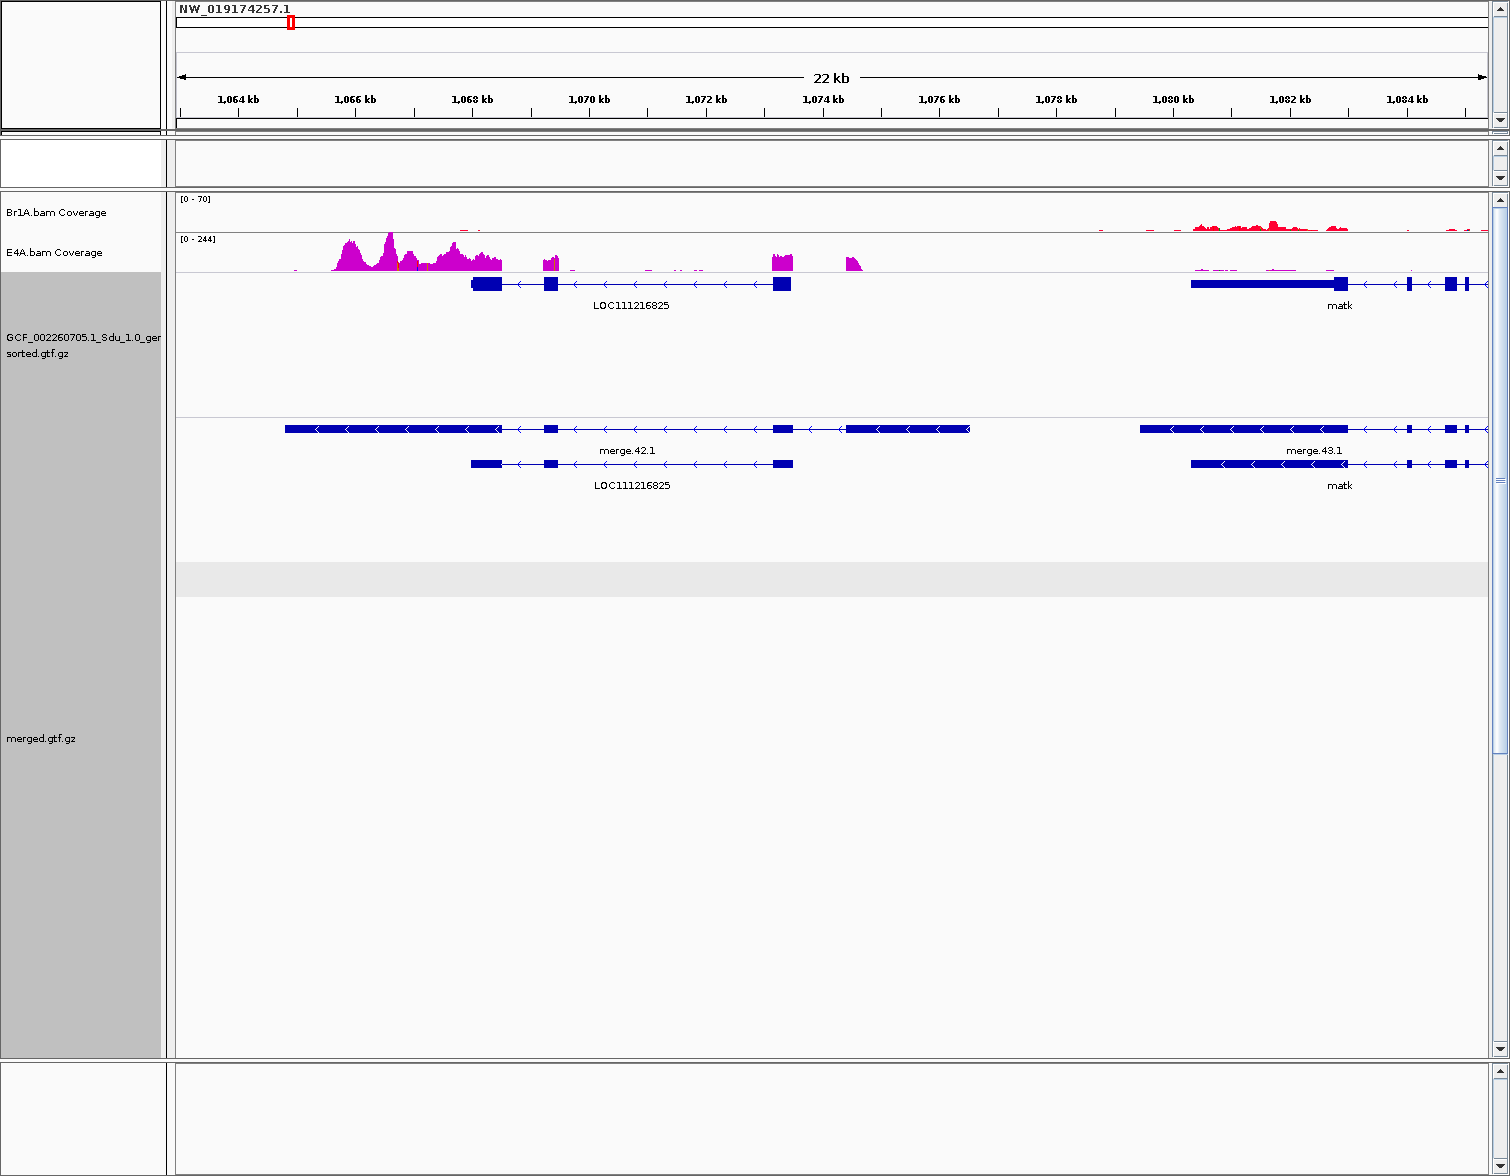 NW_019174257.1
22 kb
1,064 kb 1,066 kb 1,068 kb 1,070 kb 1,072 kb 1,074 kb 1,076 kb 1,078 kb 1,080 kb 1,082 kb 1,084 kb
[0 - 70]
Br1A.bam Coverage
[0 - 244]
E4A.bam Coverage
LOC111216825 matk
GCF_002260705.1_Sdu_1.0_ger
sorted.gtf.gz
merge.42.1 merge.43.1
LOC111216825 matk
merged.gtf.gz